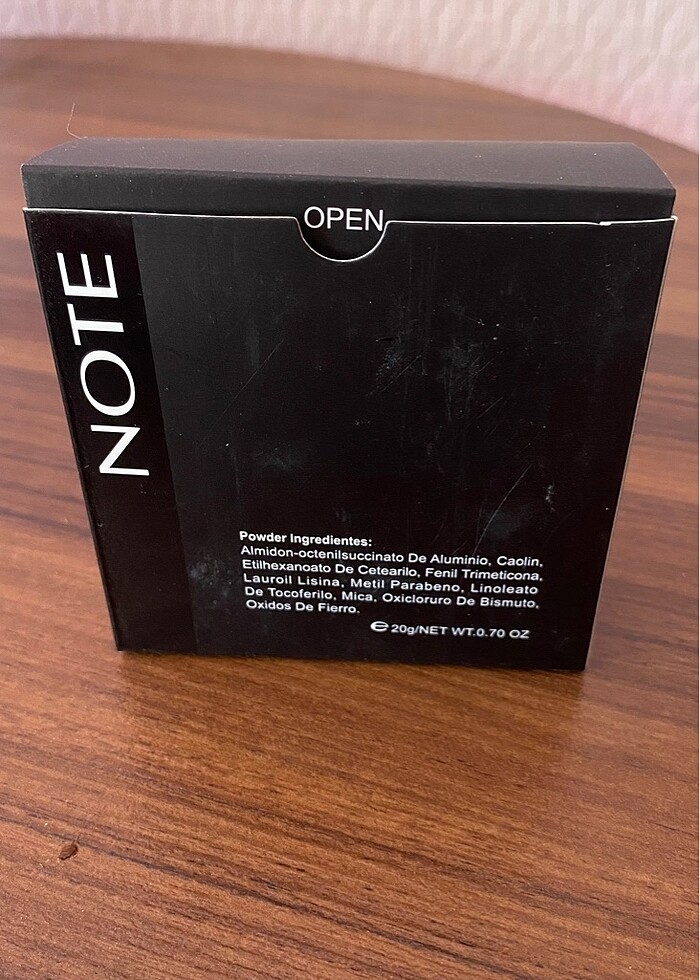 OPEN
NOTE
Powder Ingredientes:
Almidon-octenilsuccinato De Aluminio, Caolin,
Etilhexanoato De Cetearilo, Fenil Trimeticona,
Lauroil Lisina, Metil Parabeno, Linoleato
De Tocoferilo, Mica, Oxicloruro De Bismuto,
Oxidos De Fierro.
℮ 20g/NET WT.0.70 OZ